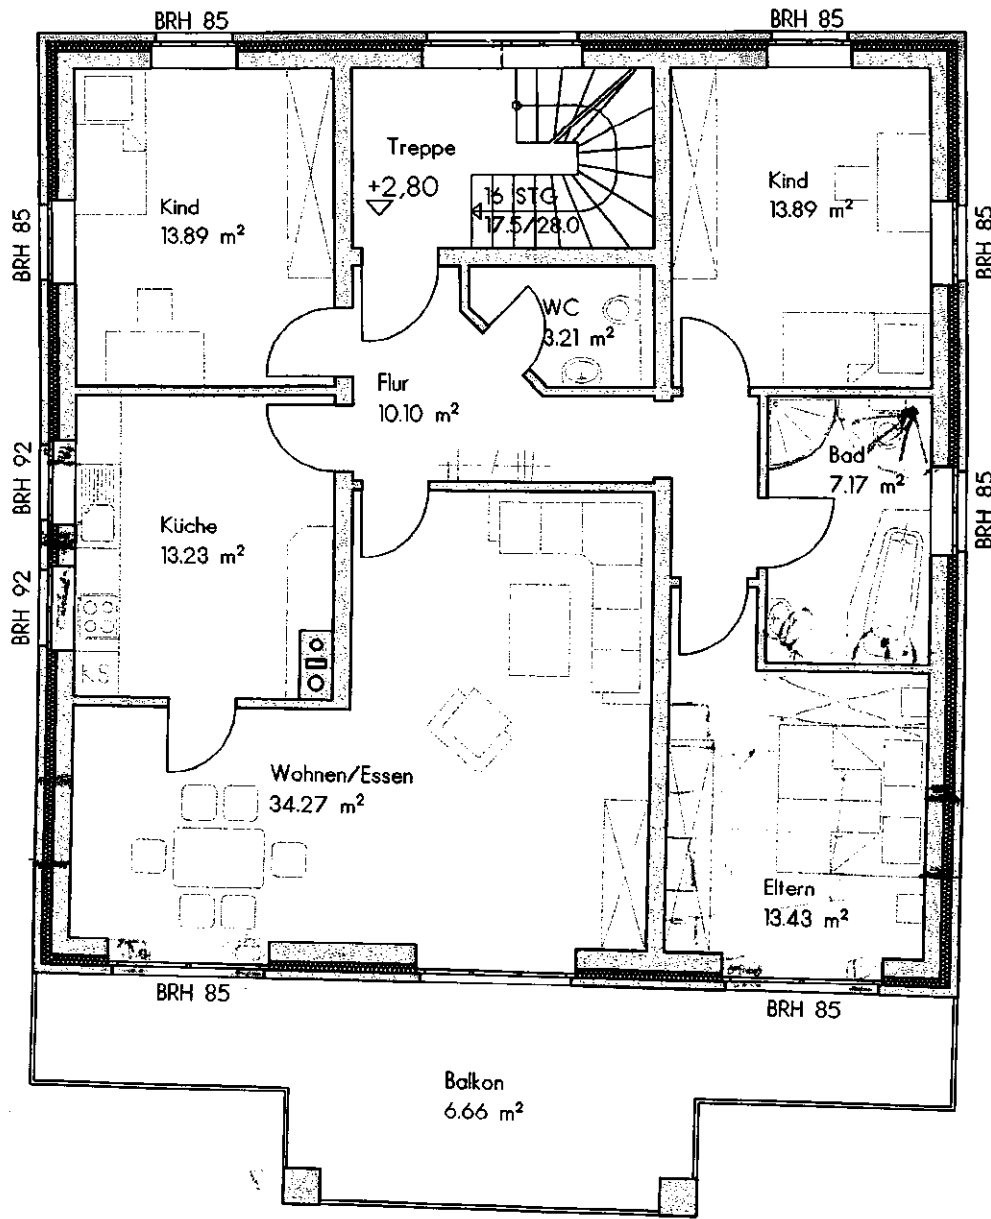 BRH 85
BRH 85
Treppe
+2,80
16 STG
17.5/28.0
Kind
13.89 m²
Kind
13.89 m²
BRH 85
BRH 85
WC
3.21 m²
Flur
10.10 m²
Bad
7.17 m²
BRH 92
BRH 85
Küche
13.23 m²
BRH 92
KS
Wohnen/Essen
34.27 m²
Eltern
13.43 m²
BRH 85
BRH 85
Balkon
6.66 m²